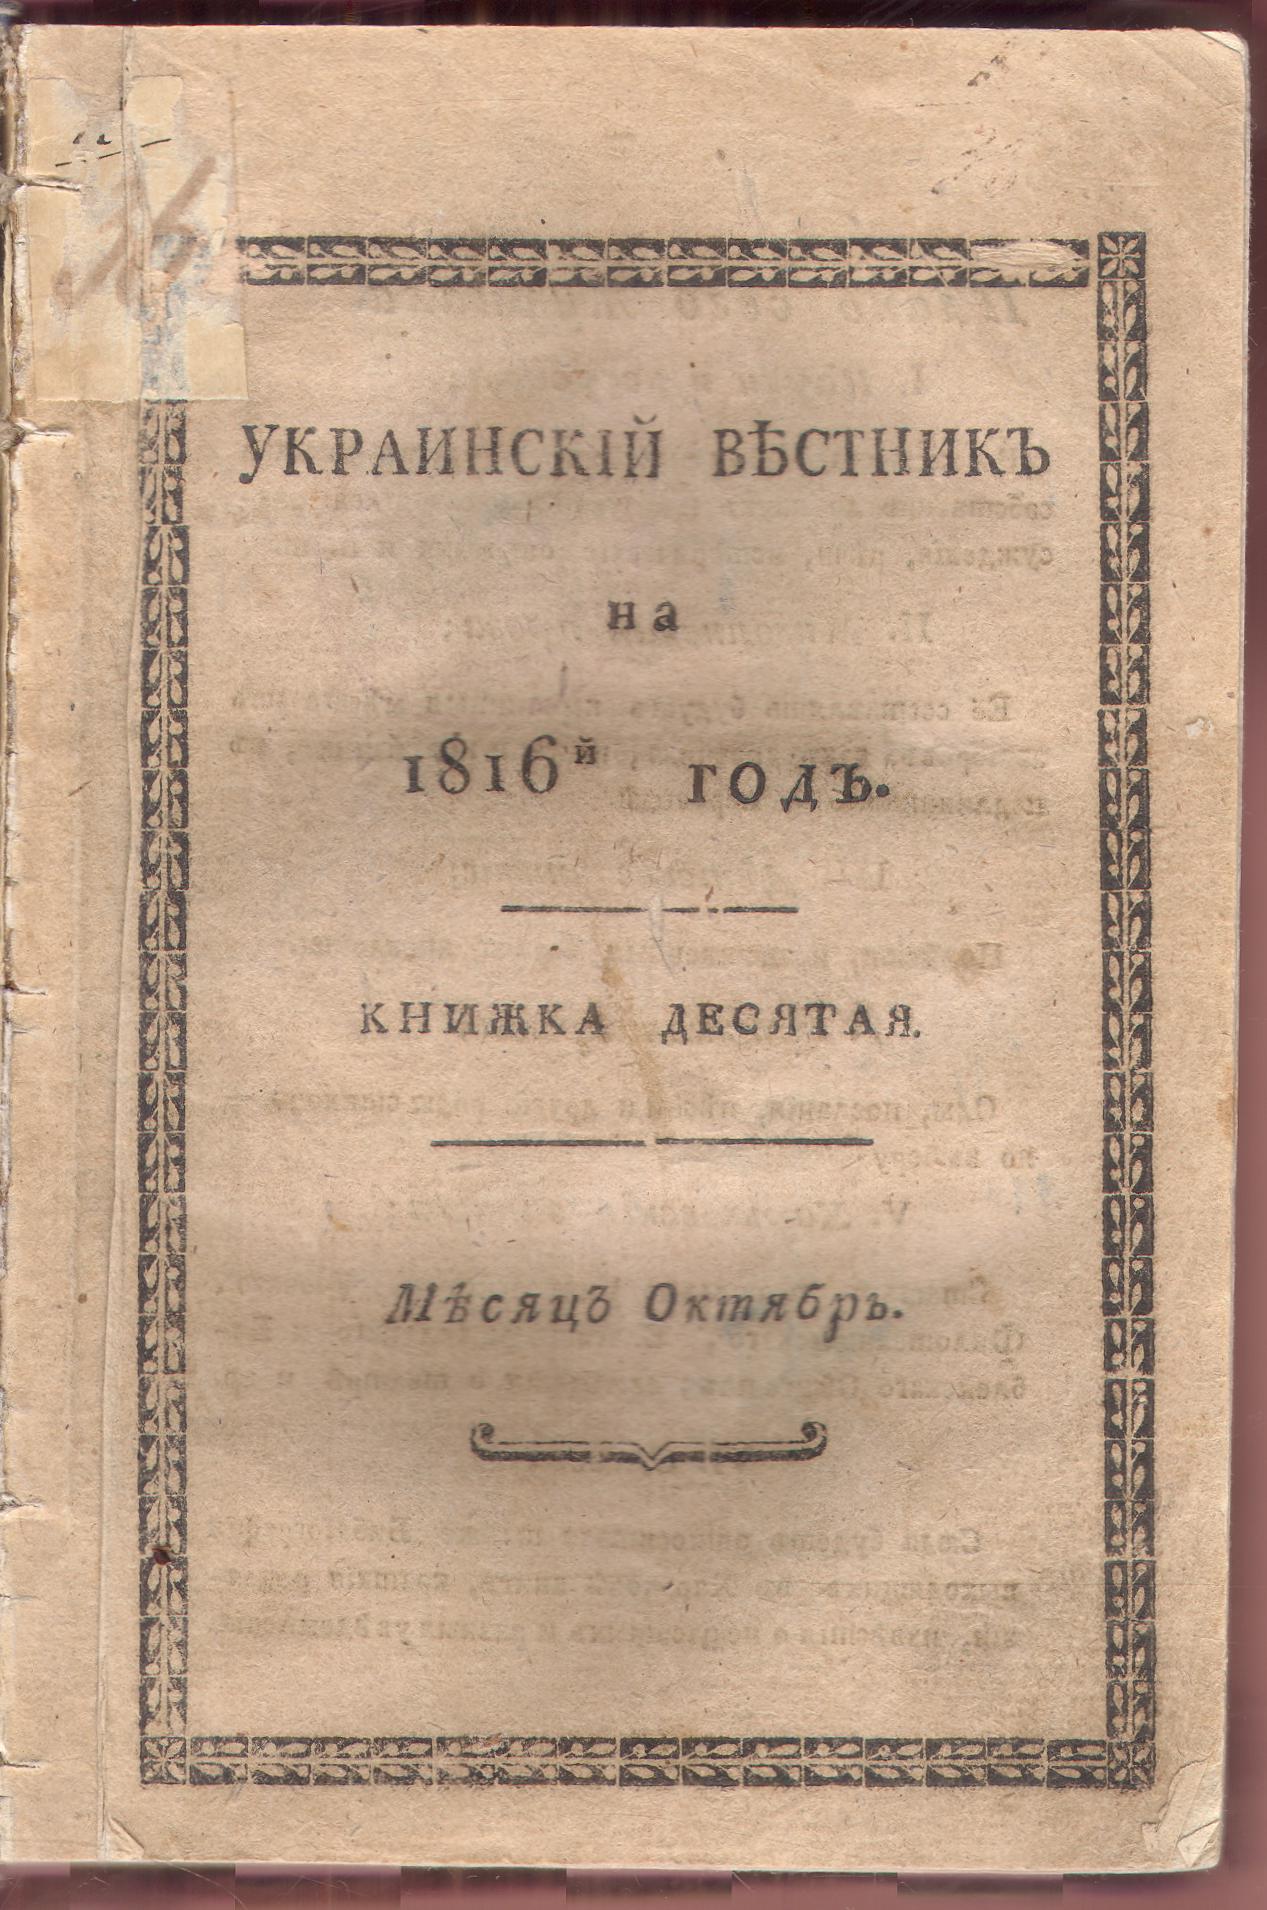 УКРАИНСКІЙ ВѢСТНИКЪ
на
1816й ГОДЪ.
КНИЖКА ДЕСЯТАЯ.
Мѣсяцъ Октябрь.